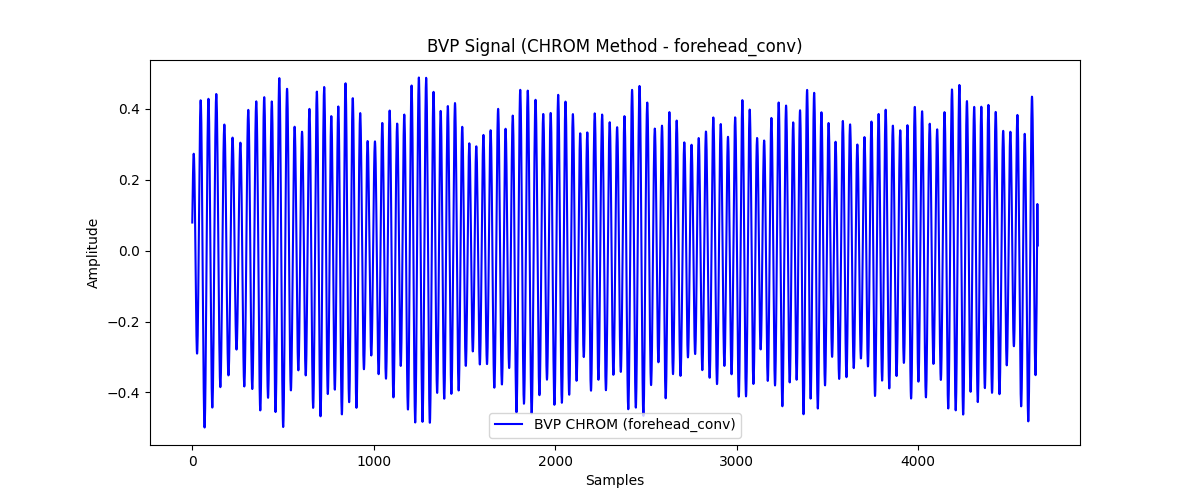 BVP Signal (CHROM Method - forehead_conv)
Amplitude
0.4
0.2
0.0
−0.2
−0.4
BVP CHROM (forehead_conv)
0 1000 2000 3000 4000
Samples